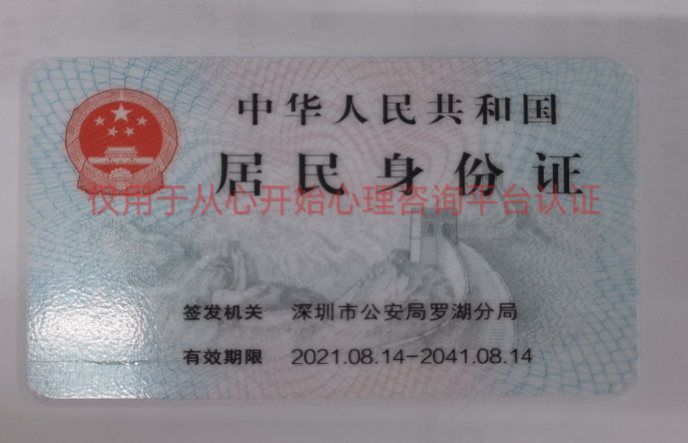 中华人民共和国
居民身份证
仅用于从心开始心理咨询平台认证
签发机关 深圳市公安局罗湖分局
有效期限 2021.08.14-2041.08.14